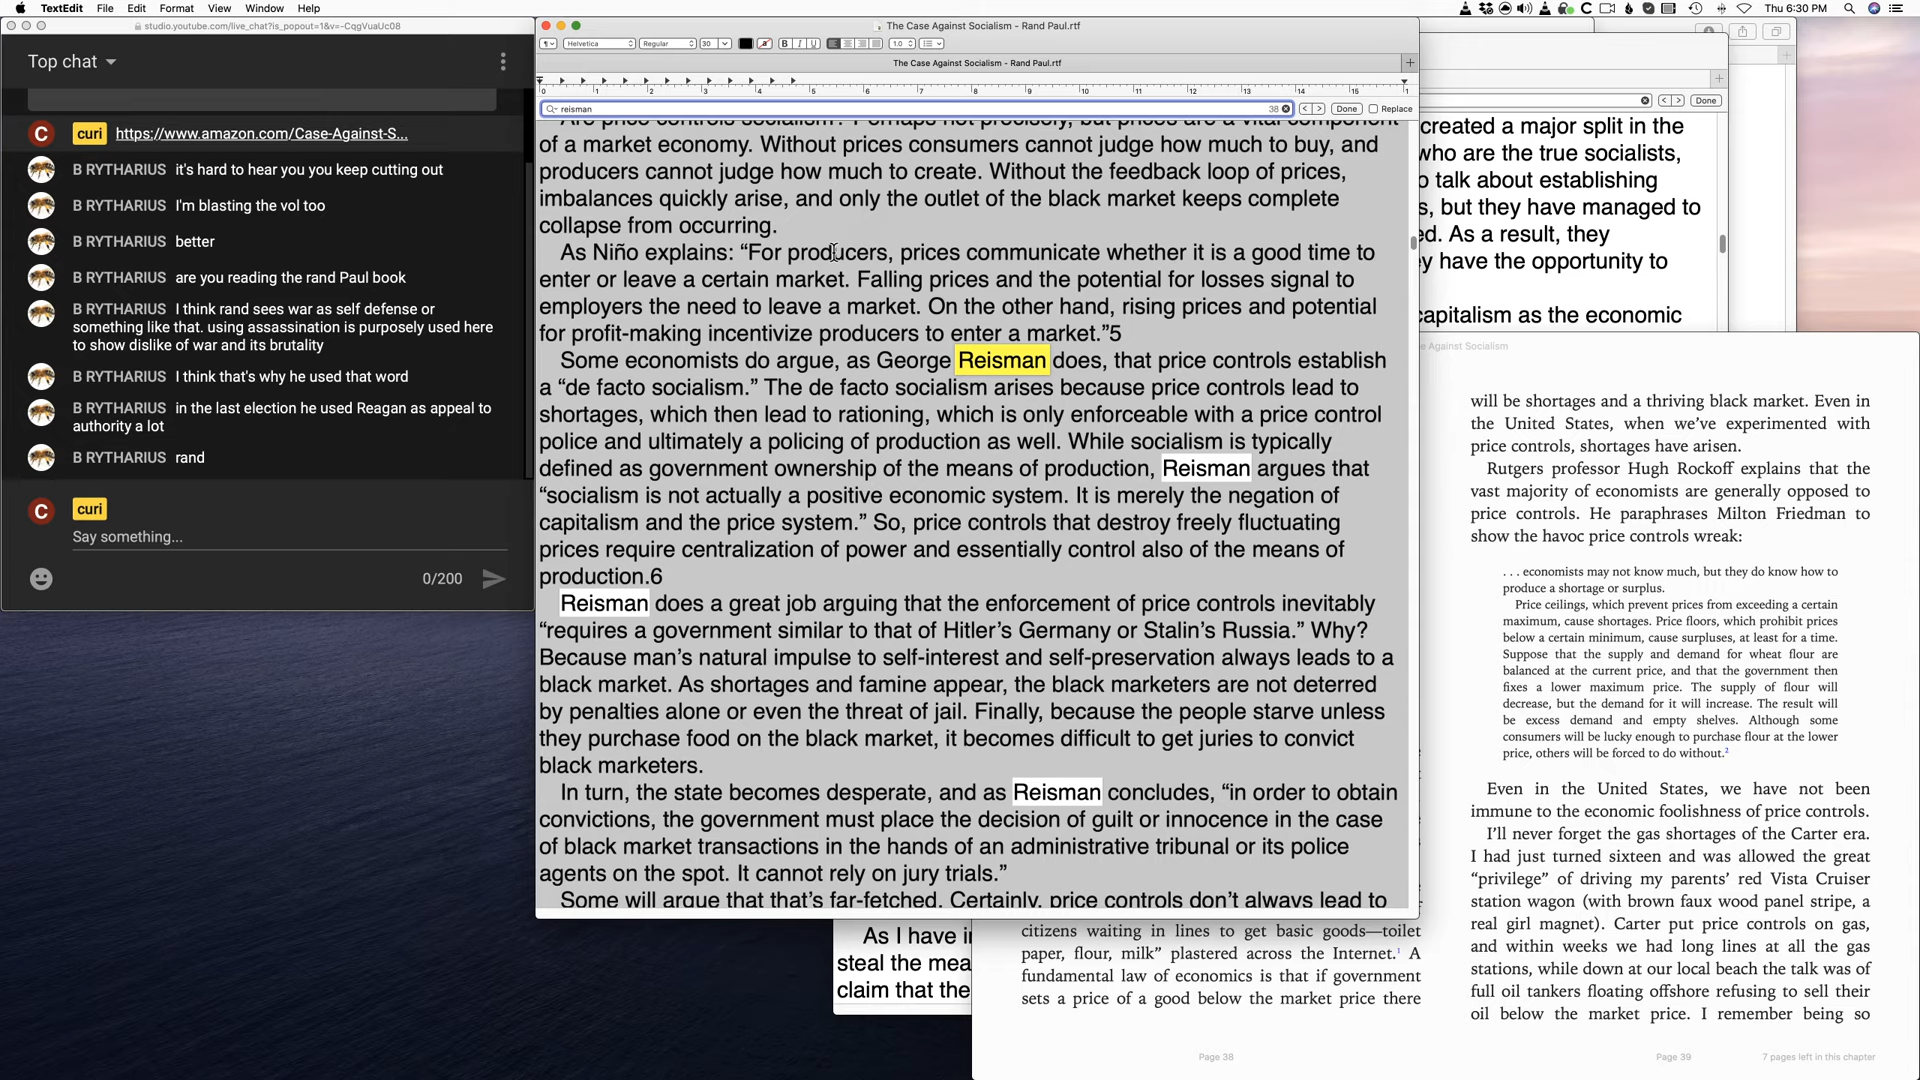 TextEdit File Edit Format View Window Help
Thu 6:30 PM
studio.youtube.com/live_chat?is_popout=1&v=-CqgVuaUc08
Top chat
C curi https://www.amazon.com/Case-Against-S...
B RYTHARIUS it's hard to hear you you keep cutting out
B RYTHARIUS I'm blasting the vol too
B RYTHARIUS better
B RYTHARIUS are you reading the rand Paul book
B RYTHARIUS I think rand sees war as self defense or
something like that. using assassination is purposely used here
to show dislike of war and its brutality
B RYTHARIUS I think that's why he used that word
B RYTHARIUS in the last election he used Reagan as appeal to
authority a lot
B RYTHARIUS rand
C curi
Say something...
0/200
The Case Against Socialism - Rand Paul.rtf
Helvetica Regular 30 B I U 1.0
The Case Against Socialism - Rand Paul.rtf
0 1 2 3 4 5 6 7 8 9 10 11 12 13 14 15 1
reisman 38 Done Replace
Are price controls socialism? Perhaps not precisely, but prices are a vital component
of a market economy. Without prices consumers cannot judge how much to buy, and
producers cannot judge how much to create. Without the feedback loop of prices,
imbalances quickly arise, and only the outlet of the black market keeps complete
collapse from occurring.
As Niño explains: “For producers, prices communicate whether it is a good time to
enter or leave a certain market. Falling prices and the potential for losses signal to
employers the need to leave a market. On the other hand, rising prices and potential
for profit-making incentivize producers to enter a market.”5
Some economists do argue, as George Reisman does, that price controls establish
a “de facto socialism.” The de facto socialism arises because price controls lead to
shortages, which then lead to rationing, which is only enforceable with a price control
police and ultimately a policing of production as well. While socialism is typically
defined as government ownership of the means of production, Reisman argues that
“socialism is not actually a positive economic system. It is merely the negation of
capitalism and the price system.” So, price controls that destroy freely fluctuating
prices require centralization of power and essentially control also of the means of
production.6
Reisman does a great job arguing that the enforcement of price controls inevitably
“requires a government similar to that of Hitler’s Germany or Stalin’s Russia.” Why?
Because man’s natural impulse to self-interest and self-preservation always leads to a
black market. As shortages and famine appear, the black marketers are not deterred
by penalties alone or even the threat of jail. Finally, because the people starve unless
they purchase food on the black market, it becomes difficult to get juries to convict
black marketers.
In turn, the state becomes desperate, and as Reisman concludes, “in order to obtain
convictions, the government must place the decision of guilt or innocence in the case
of black market transactions in the hands of an administrative tribunal or its police
agents on the spot. It cannot rely on jury trials.”
Some will argue that that’s far-fetched. Certainly, price controls don’t always lead to
Done
created a major split in the
who are the true socialists,
o talk about establishing
s, but they have managed to
ed. As a result, they
y have the opportunity to
capitalism as the economic
As I have i
steal the mea
claim that the
e Against Socialism
citizens waiting in lines to get basic goods—toilet
paper, flour, milk” plastered across the Internet.¹ A
fundamental law of economics is that if government
sets a price of a good below the market price there
Page 38
will be shortages and a thriving black market. Even in
the United States, when we’ve experimented with
price controls, shortages have arisen.
Rutgers professor Hugh Rockoff explains that the
vast majority of economists are generally opposed to
price controls. He paraphrases Milton Friedman to
show the havoc price controls wreak:
. . . economists may not know much, but they do know how to
produce a shortage or surplus.
Price ceilings, which prevent prices from exceeding a certain
maximum, cause shortages. Price floors, which prohibit prices
below a certain minimum, cause surpluses, at least for a time.
Suppose that the supply and demand for wheat flour are
balanced at the current price, and that the government then
fixes a lower maximum price. The supply of flour will
decrease, but the demand for it will increase. The result will
be excess demand and empty shelves. Although some
consumers will be lucky enough to purchase flour at the lower
price, others will be forced to do without.²
Even in the United States, we have not been
immune to the economic foolishness of price controls.
I’ll never forget the gas shortages of the Carter era.
I had just turned sixteen and was allowed the great
“privilege” of driving my parents’ red Vista Cruiser
station wagon (with brown faux wood panel stripe, a
real girl magnet). Carter put price controls on gas,
and within weeks we had long lines at all the gas
stations, while down at our local beach the talk was of
full oil tankers floating offshore refusing to sell their
oil below the market price. I remember being so
Page 39
7 pages left in this chapter